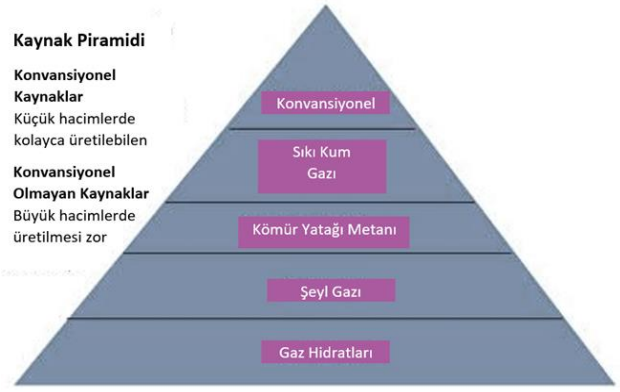 Kaynak Piramidi
Konvansiyonel
Kaynaklar
Küçük hacimlerde
kolayca üretilebilen
Konvansiyonel
Olmayan Kaynaklar
Büyük hacimlerde
üretilmesi zor
Konvansiyonel
Sıkı Kum
Gazı
Kömür Yatağı Metanı
Şeyl Gazı
Gaz Hidratları